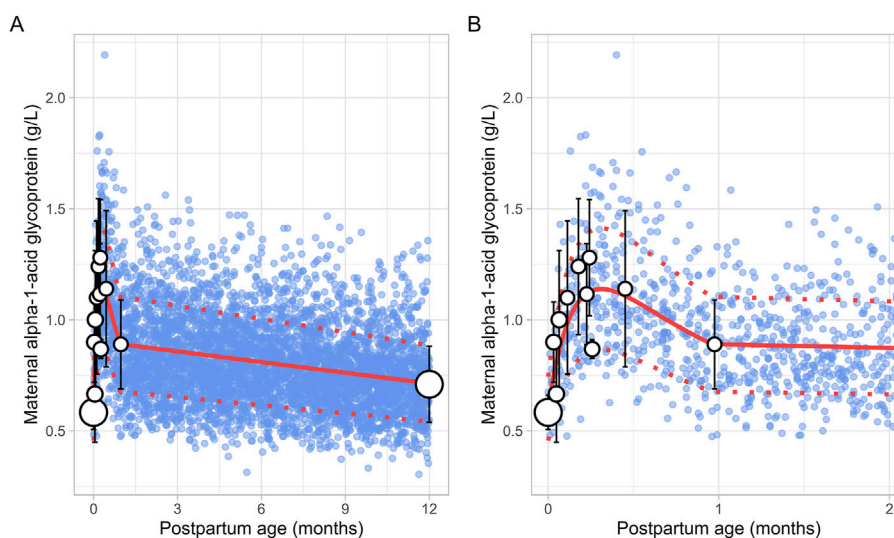 A
B
Maternal alpha-1-acid glycoprotein (g/L)
2.0
1.5
1.0
0.5
0
3
6
9
12
Postpartum age (months)
Maternal alpha-1-acid glycoprotein (g/L)
2.0
1.5
1.0
0.5
0
1
2
Postpartum age (months)